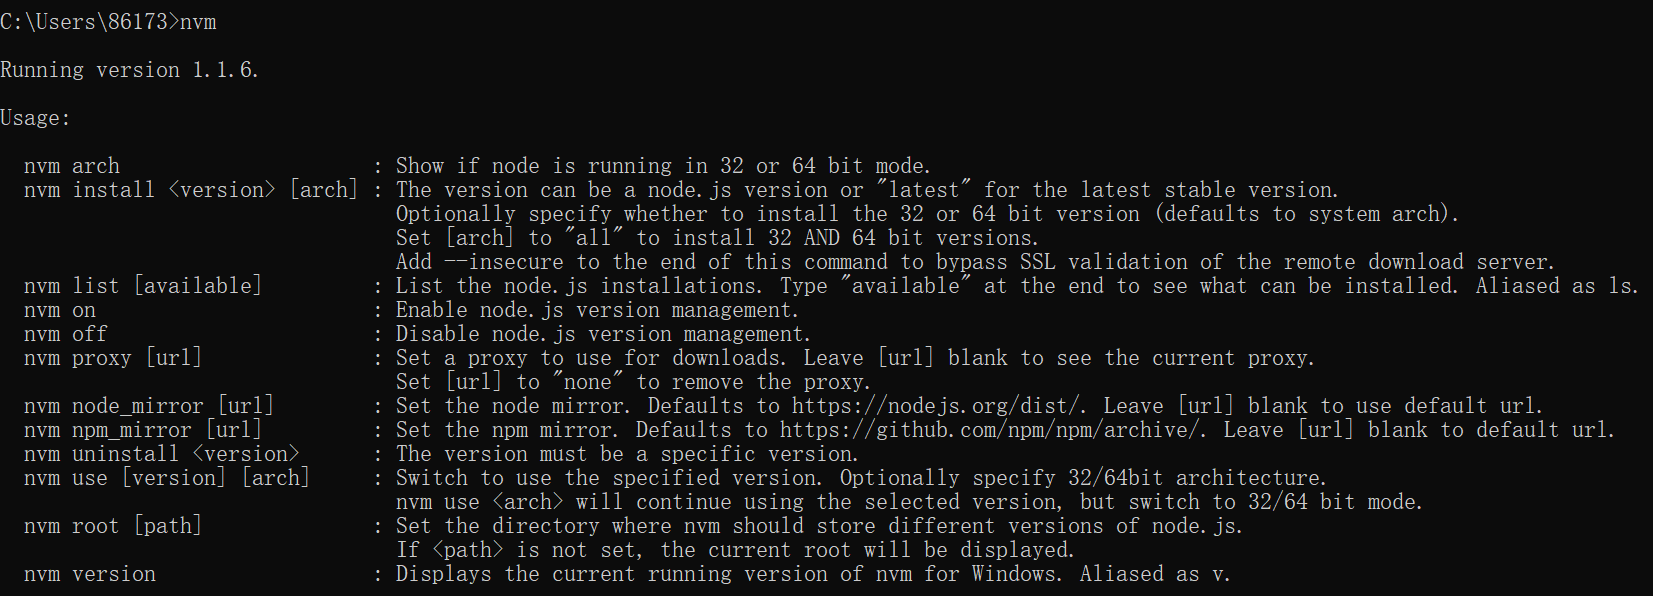 C:\Users\86173>nvm
Running version 1.1.6.
Usage:
nvm arch : Show if node is running in 32 or 64 bit mode.
nvm install <version> [arch] : The version can be a node.js version or "latest" for the latest stable version.
Optionally specify whether to install the 32 or 64 bit version (defaults to system arch).
Set [arch] to "all" to install 32 AND 64 bit versions.
Add --insecure to the end of this command to bypass SSL validation of the remote download server.
nvm list [available] : List the node.js installations. Type "available" at the end to see what can be installed. Aliased as ls.
nvm on : Enable node.js version management.
nvm off : Disable node.js version management.
nvm proxy [url] : Set a proxy to use for downloads. Leave [url] blank to see the current proxy.
Set [url] to "none" to remove the proxy.
nvm node_mirror [url] : Set the node mirror. Defaults to https://nodejs.org/dist/. Leave [url] blank to use default url.
nvm npm_mirror [url] : Set the npm mirror. Defaults to https://github.com/npm/npm/archive/. Leave [url] blank to default url.
nvm uninstall <version> : The version must be a specific version.
nvm use [version] [arch] : Switch to use the specified version. Optionally specify 32/64bit architecture.
nvm use <arch> will continue using the selected version, but switch to 32/64 bit mode.
nvm root [path] : Set the directory where nvm should store different versions of node.js.
If <path> is not set, the current root will be displayed.
nvm version : Displays the current running version of nvm for Windows. Aliased as v.